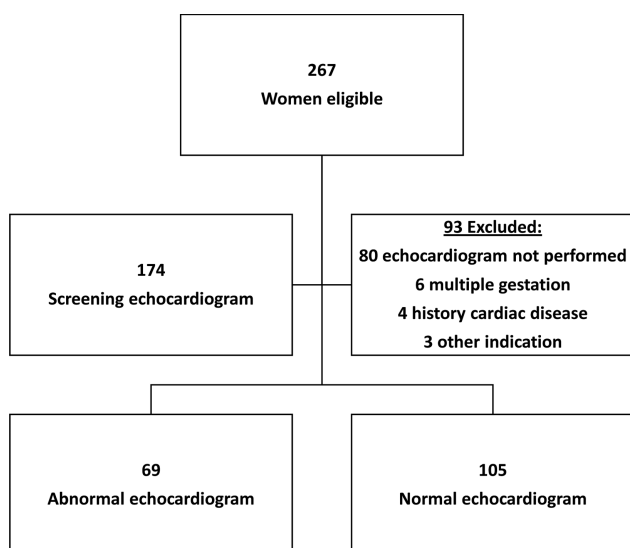 267
Women eligible
174
Screening echocardiogram
93 Excluded:
80 echocardiogram not performed
6 multiple gestation
4 history cardiac disease
3 other indication
69
Abnormal echocardiogram
105
Normal echocardiogram